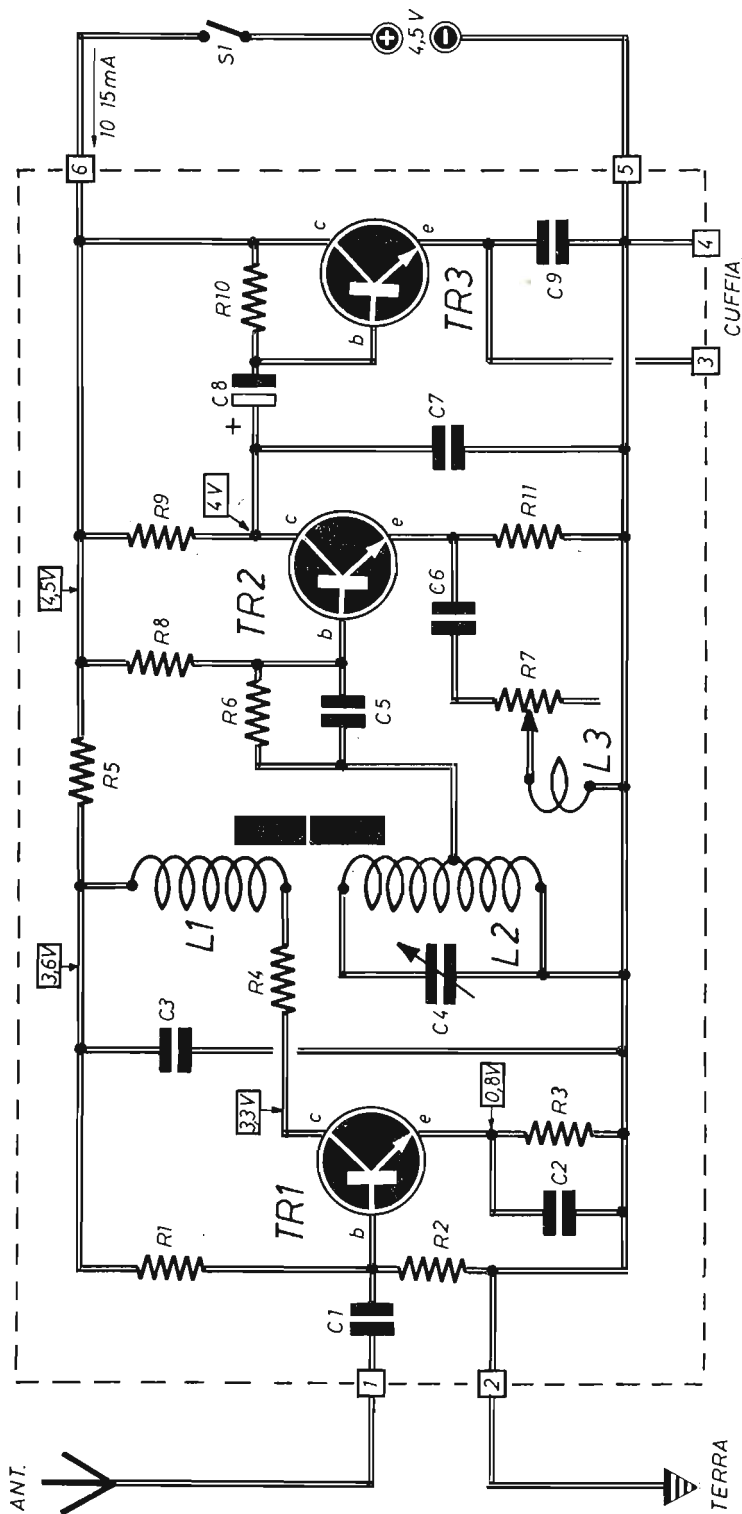 ANT.
TERRA
1
2
C1
R1
R2
TR1
b
c
e
C2
R3
0,8V
3,3V
C3
3,6V
R4
L1
L2
C4
R5
R6
C5
R8
4,5V
TR2
b
c
e
R9
4V
L3
R7
C6
R11
C7
+
C8
R10
TR3
b
c
e
C9
3
4
CUFFIA
5
6
10 15mA
S1
4,5V